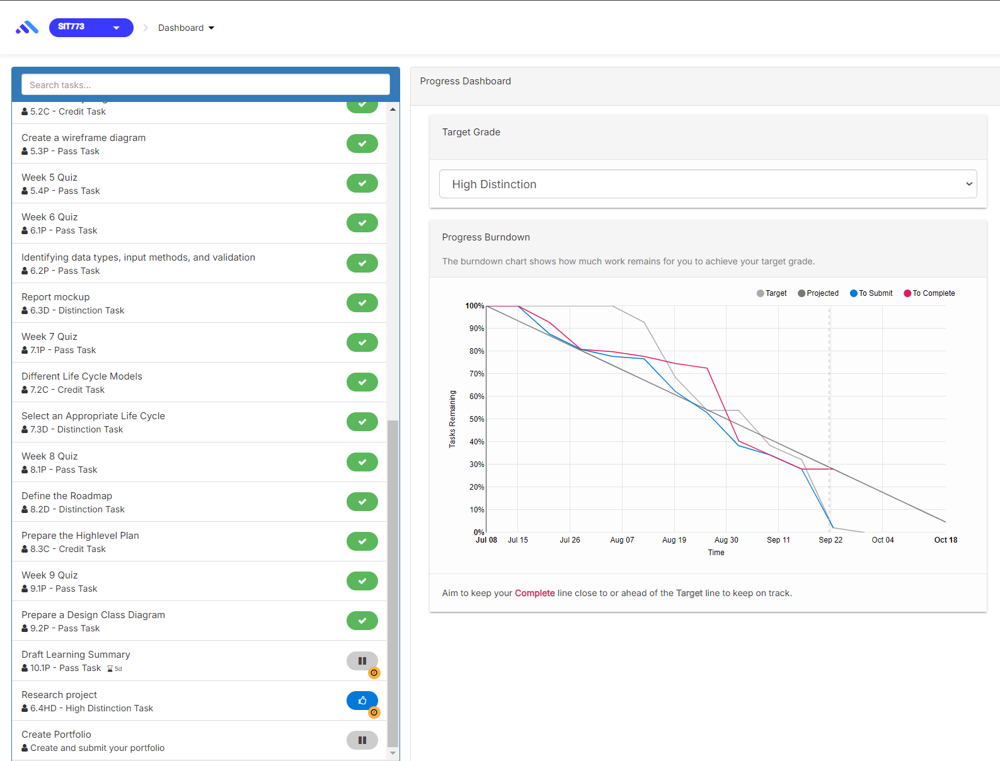 SIT773
Dashboard
Search tasks...
5.2C - Credit Task
Create a wireframe diagram
5.3P - Pass Task
Week 5 Quiz
5.4P - Pass Task
Week 6 Quiz
6.1P - Pass Task
Identifying data types, input methods, and validation
6.2P - Pass Task
Report mockup
6.3D - Distinction Task
Week 7 Quiz
7.1P - Pass Task
Different Life Cycle Models
7.2C - Credit Task
Select an Appropriate Life Cycle
7.3D - Distinction Task
Week 8 Quiz
8.1P - Pass Task
Define the Roadmap
8.2D - Distinction Task
Prepare the Highlevel Plan
8.3C - Credit Task
Week 9 Quiz
9.1P - Pass Task
Prepare a Design Class Diagram
9.2P - Pass Task
Draft Learning Summary
10.1P - Pass Task 5d
Research project
6.4HD - High Distinction Task
Create Portfolio
Create and submit your portfolio
Progress Dashboard
Target Grade
High Distinction
Progress Burndown
The burndown chart shows how much work remains for you to achieve your target grade.
Target Projected To Submit To Complete
100%
90%
80%
70%
60%
50%
40%
30%
20%
10%
0%
Tasks Remaining
Jul 08 Jul 15 Jul 26 Aug 07 Aug 19 Aug 30 Sep 11 Sep 22 Oct 04 Oct 18
Time
Aim to keep your Complete line close to or ahead of the Target line to keep on track.